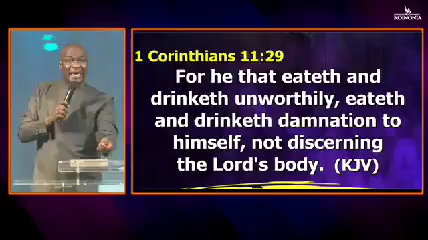 KOINONIA
1 Corinthians 11:29
For he that eateth and
drinketh unworthily, eateth
and drinketh damnation to
himself, not discerning
the Lord's body. (KJV)